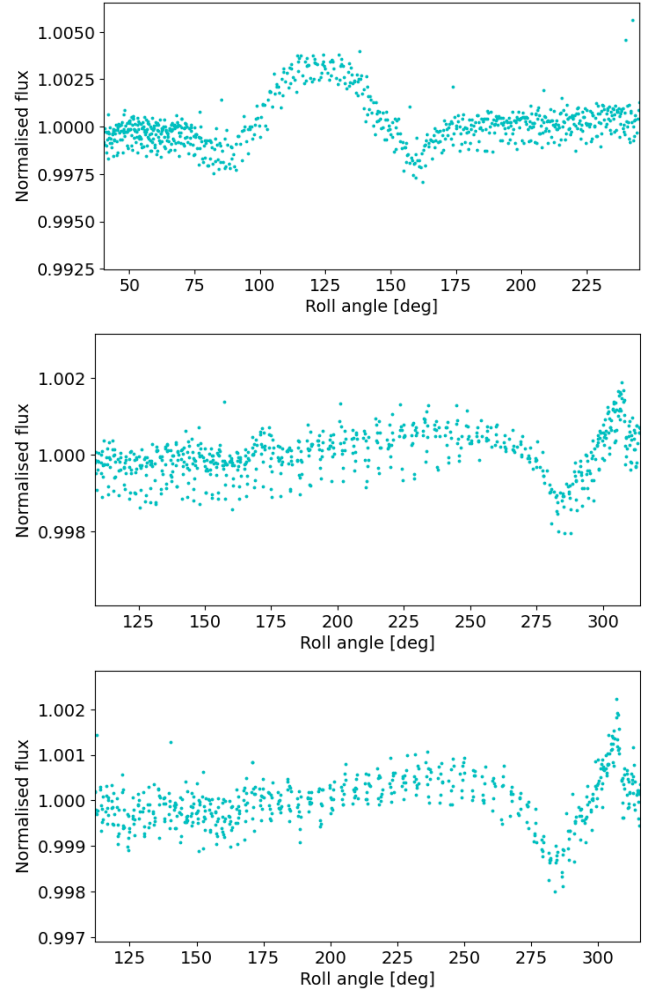 1.0050
1.0025
1.0000
0.9975
0.9950
0.9925
Normalised flux
50 75 100 125 150 175 200 225
Roll angle [deg]
1.002
1.000
0.998
Normalised flux
125 150 175 200 225 250 275 300
Roll angle [deg]
1.002
1.001
1.000
0.999
0.998
0.997
Normalised flux
125 150 175 200 225 250 275 300
Roll angle [deg]